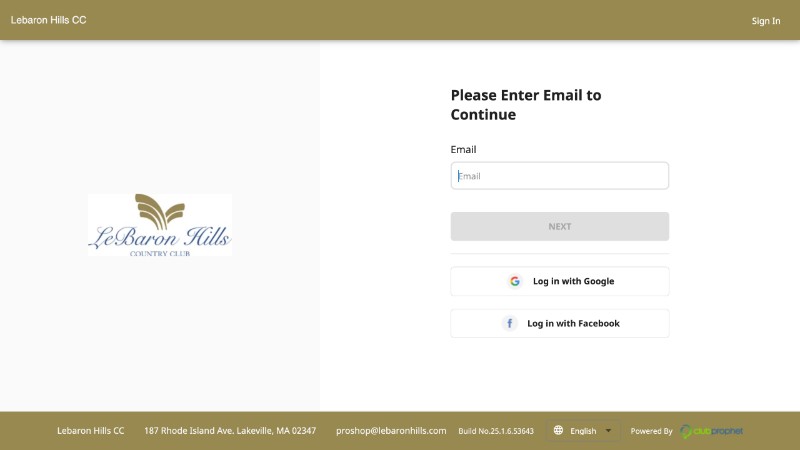 Lebaron Hills CC
Sign In
LeBaron Hills
COUNTRY CLUB
Please Enter Email to
Continue
Email
Email
NEXT
Log in with Google
Log in with Facebook
Lebaron Hills CC
187 Rhode Island Ave. Lakeville, MA 02347
proshop@lebaronhills.com
Build No.25.1.6.53643
English
Powered By
clubprophet